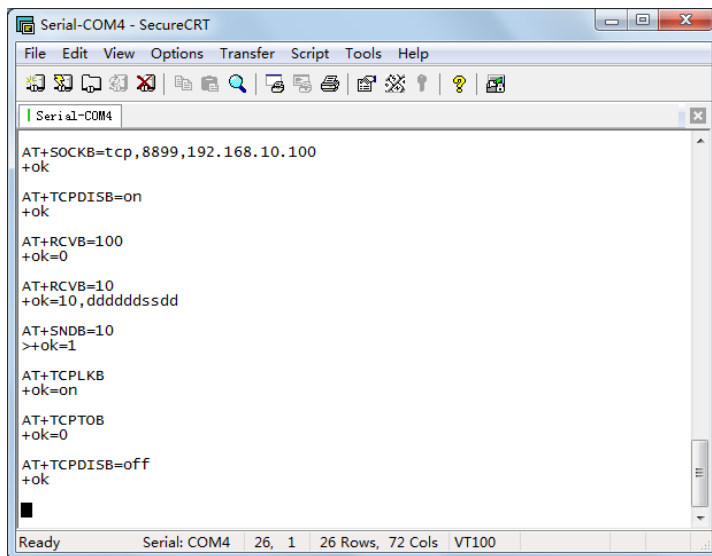 Serial-COM4 - SecureCRT
File Edit View Options Transfer Script Tools Help
Serial-COM4
AT+SOCKB=tcp,8899,192.168.10.100
+ok
AT+TCPDISB=on
+ok
AT+RCVB=100
+ok=0
AT+RCVB=10
+ok=10,ddddddssdd
AT+SNDB=10
>+ok=1
AT+TCPLKB
+ok=on
AT+TCPTOB
+ok=0
AT+TCPDISB=off
+ok
Ready Serial: COM4 26, 1 26 Rows, 72 Cols VT100